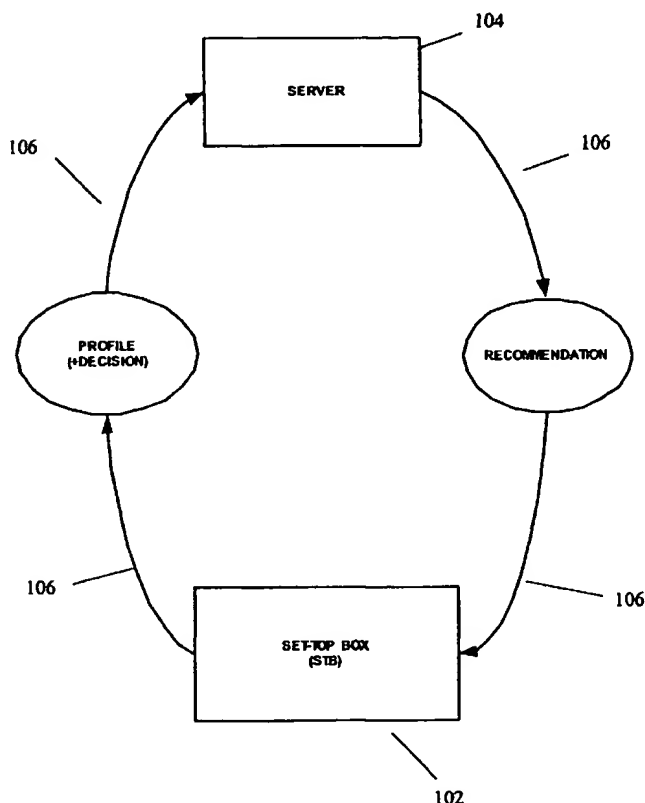 104
SERVER
106
106
PROFILE
(+DECISION)
RECOMMENDATION
106
106
SET-TOP BOX
(STB)
102